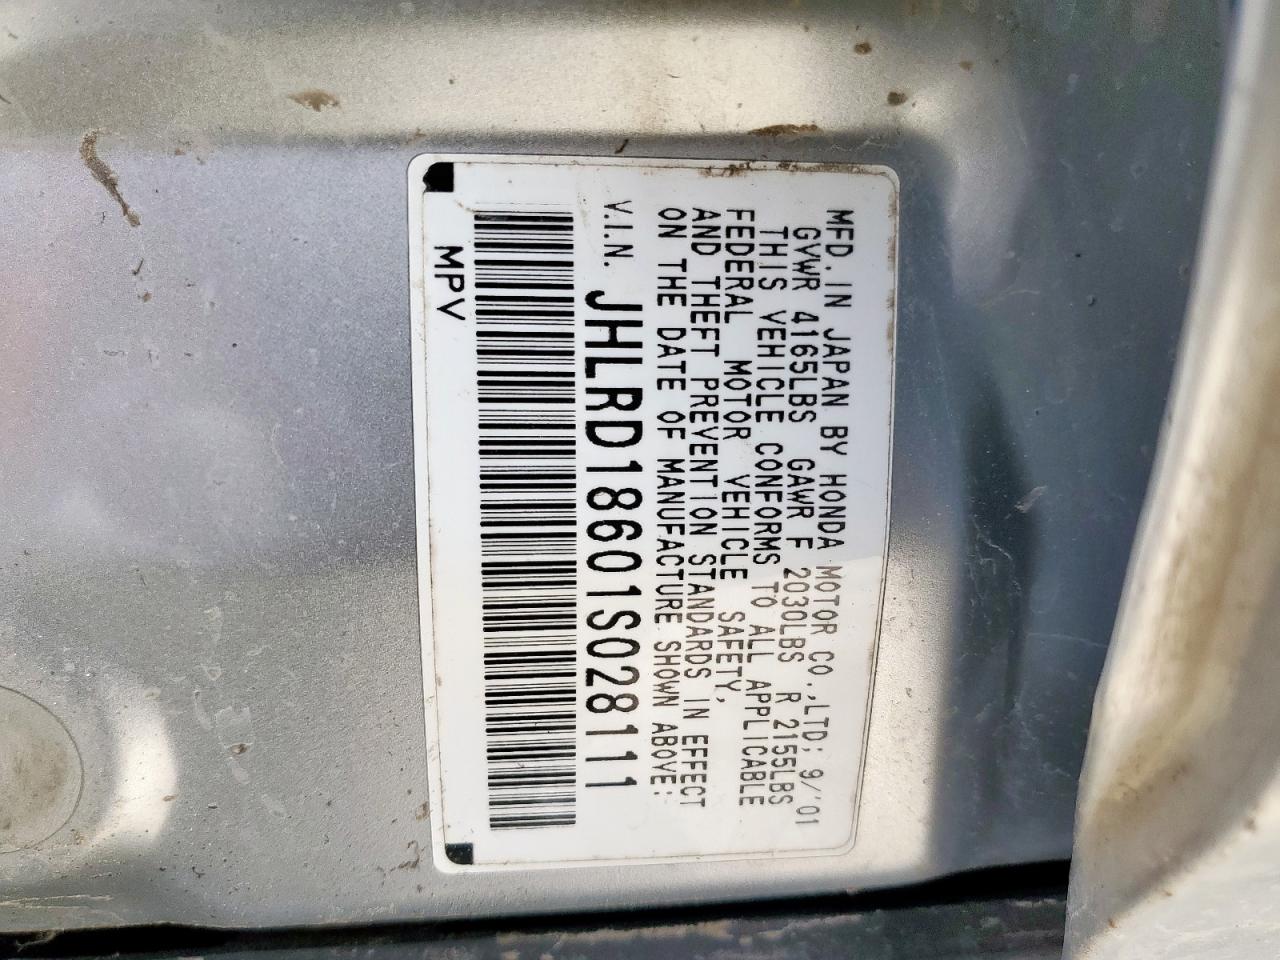 MFD. IN JAPAN BY HONDA MOTOR CO., LTD; 9/'01
GVWR 4165LBS GAWR F 2030LBS R 2155LBS
THIS VEHICLE CONFORMS TO ALL APPLICABLE
FEDERAL MOTOR VEHICLE SAFETY,
AND THEFT PREVENTION STANDARDS IN EFFECT
ON THE DATE OF MANUFACTURE SHOWN ABOVE:
V.I.N. JHLRD18601S028111
MPV